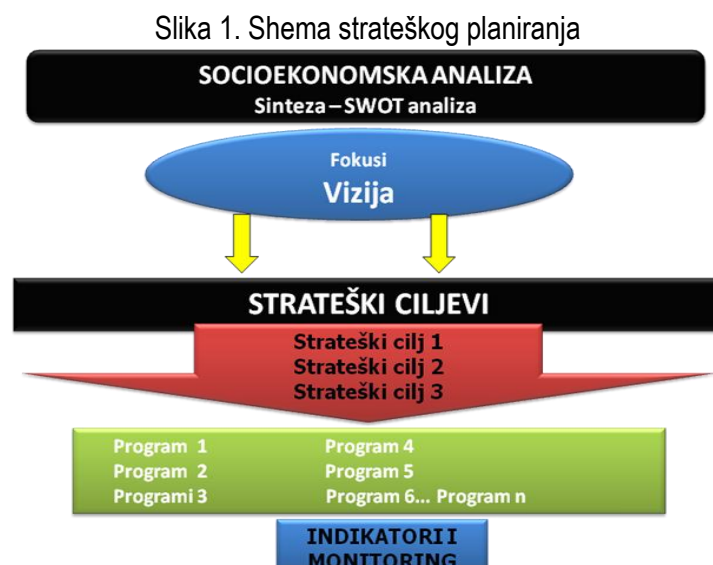 Slika 1. Shema strateškog planiranja
SOCIOEKONOMSKA ANALIZA
Sinteza – SWOT analiza
Fokusi
Vizija
STRATEŠKI CILJEVI
Strateški cilj 1
Strateški cilj 2
Strateški cilj 3
Program 1
Program 2
Programi 3
Program 4
Program 5
Program 6... Program n
INDIKATORI I
MONITORING